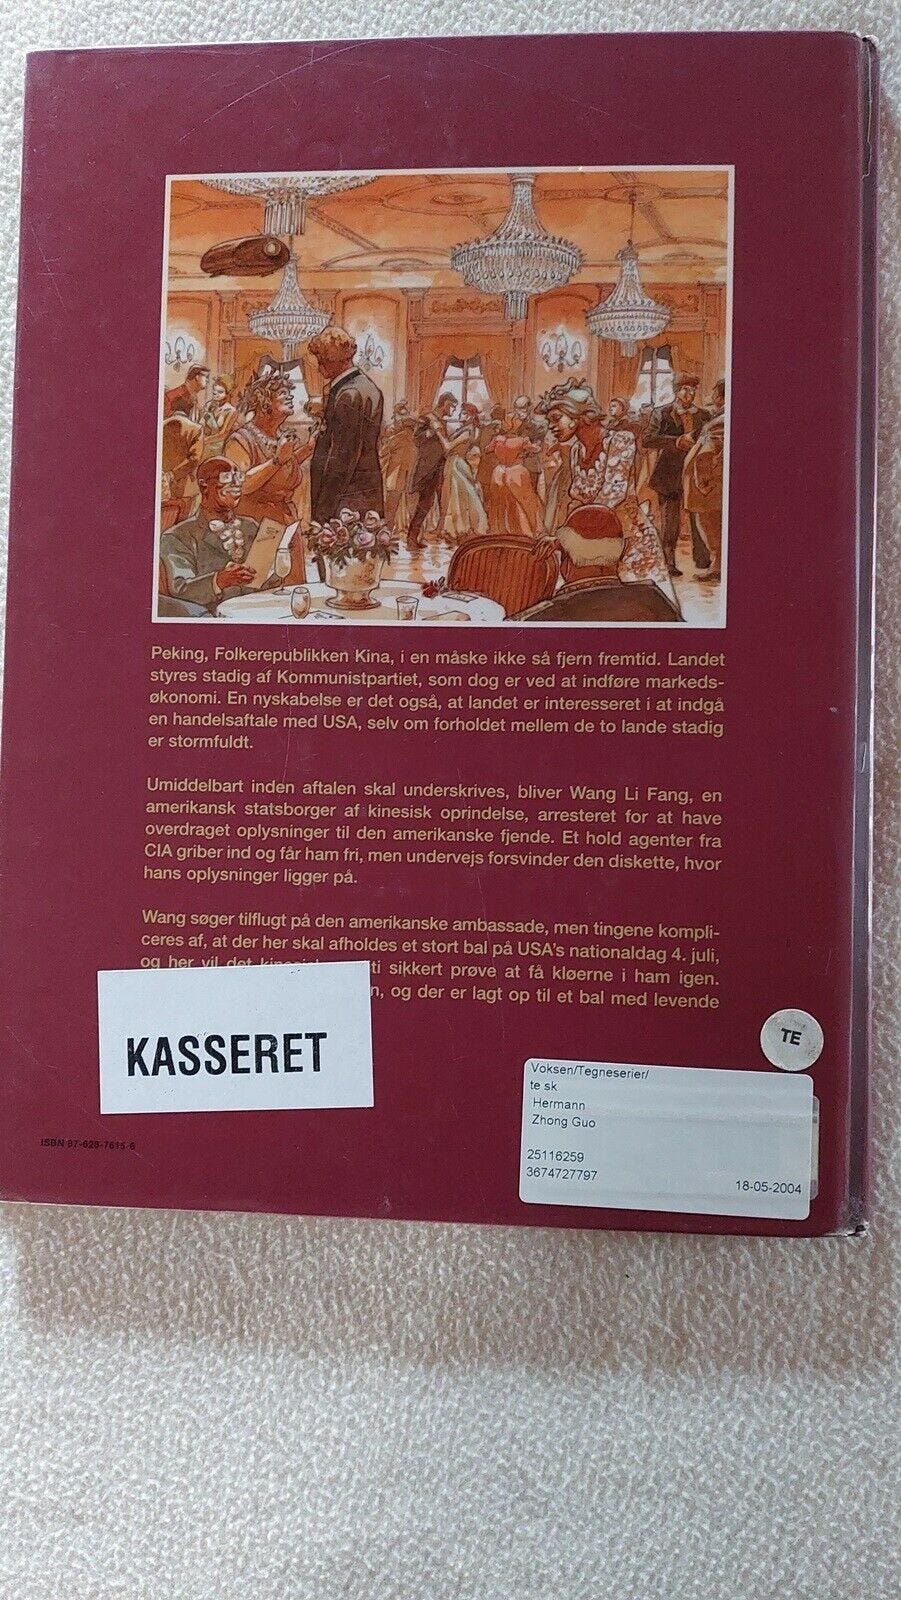 Peking, Folkerepublikken Kina, i en måske ikke så fjern fremtid. Landet
styres stadig af Kommunistpartiet, som dog er ved at indføre markeds-
økonomi. En nyskabelse er det også, at landet er interesseret i at indgå
en handelsaftale med USA, selv om forholdet mellem de to lande stadig
er stormfuldt.
Umiddelbart inden aftalen skal underskrives, bliver Wang Li Fang, en
amerikansk statsborger af kinesisk oprindelse, arresteret for at have
overdraget oplysninger til den amerikanske fjende. Et hold agenter fra
CIA griber ind og får ham fri, men undervejs forsvinder den diskette, hvor
hans oplysninger ligger på.
Wang søger tilflugt på den amerikanske ambassade, men tingene kompli-
ceres af, at der her skal afholdes et stort bal på USA's nationaldag 4. juli,
og her vil det ti sikkert prøve at få kløerne i ham igen.
n, og der er lagt op til et bal med levende
KASSERET
TE
Voksen/Tegneserier/
te sk
Hermann
Zhong Guo
25116259
3674727797
18-05-2004
ISBN 87-628-7615-6